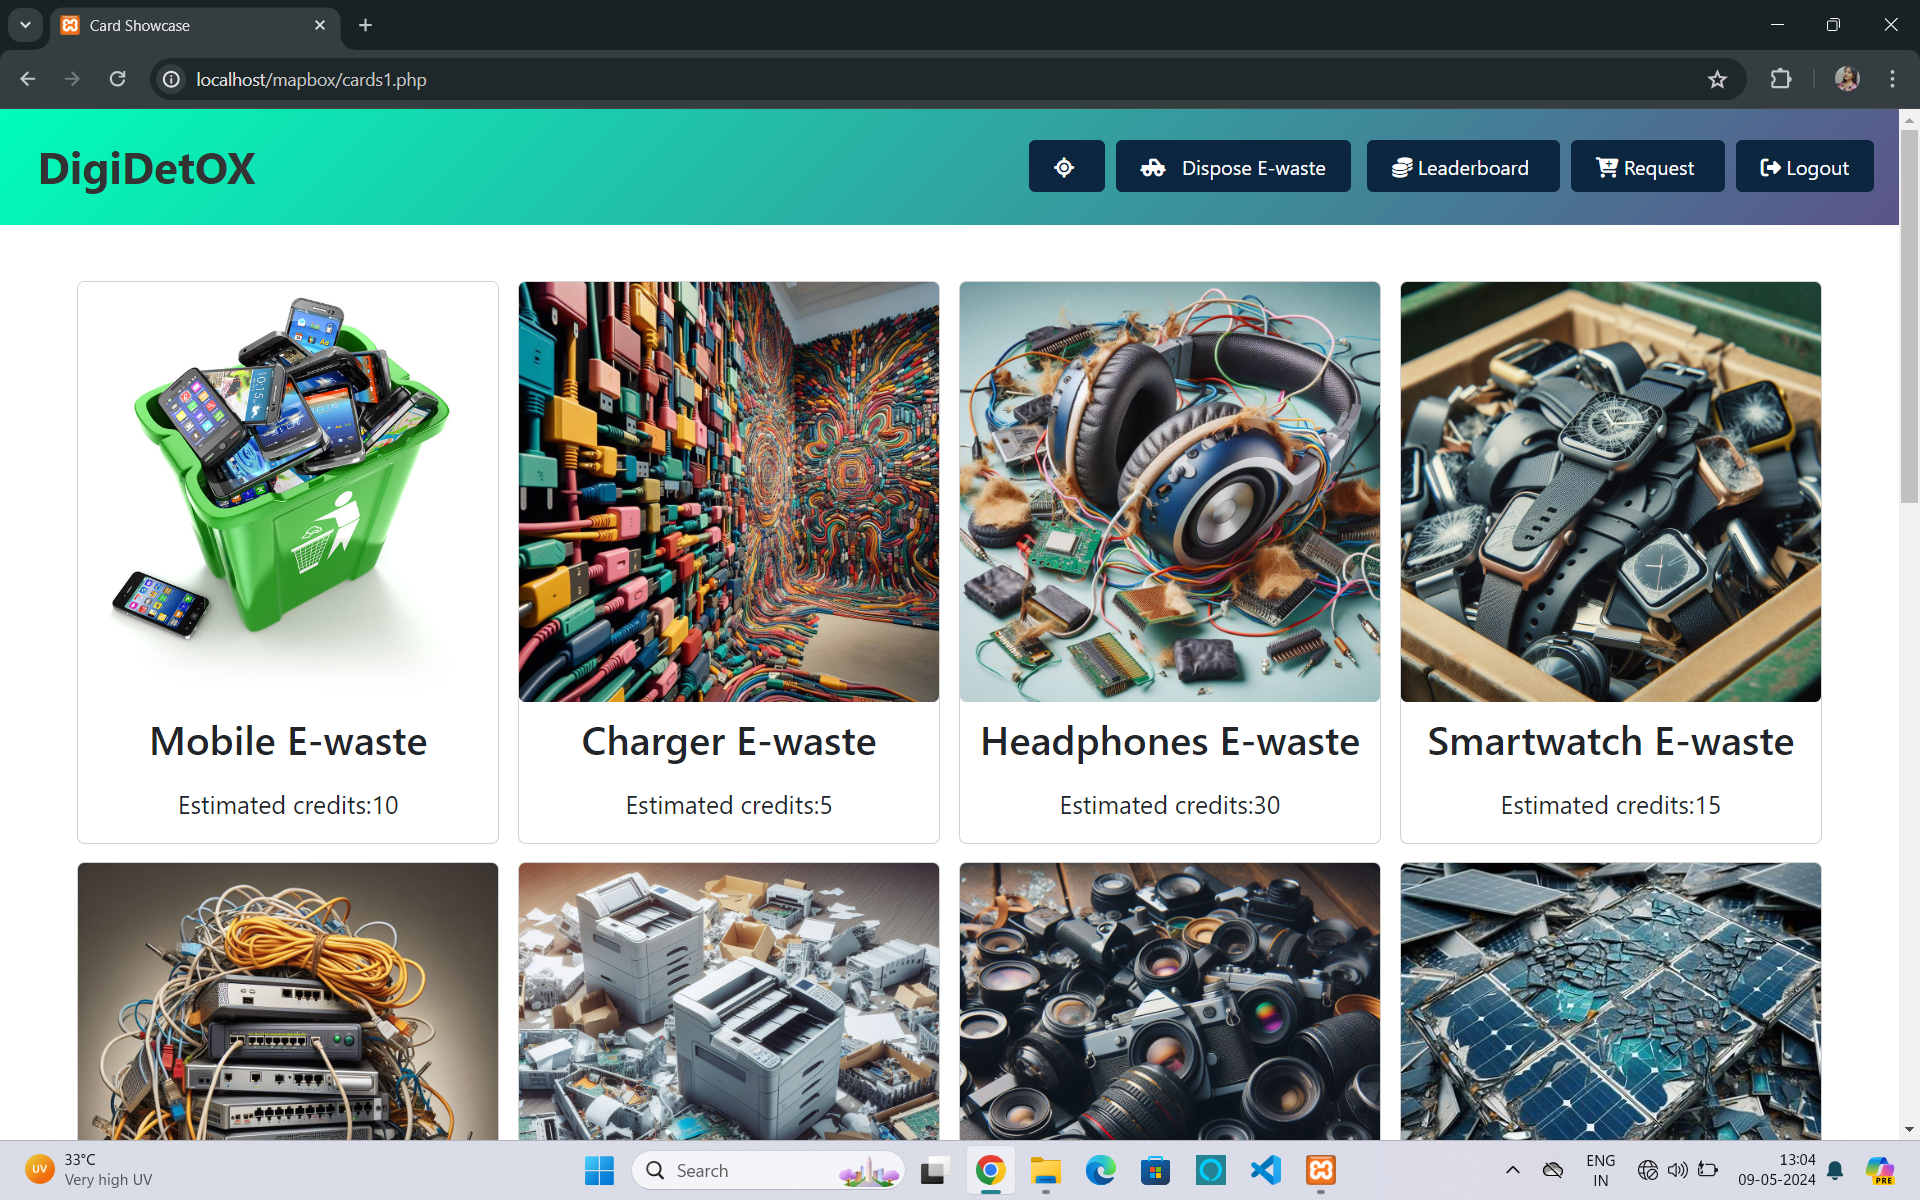 Card Showcase
localhost/mapbox/cards1.php
DigiDetOX
Dispose E-waste
Leaderboard
Request
Logout
Mobile E-waste
Charger E-waste
Headphones E-waste
Smartwatch E-waste
Estimated credits:10
Estimated credits:5
Estimated credits:30
Estimated credits:15
UV
33°C
Very high UV
Search
ENG
IN
13:04
09-05-2024
PRE